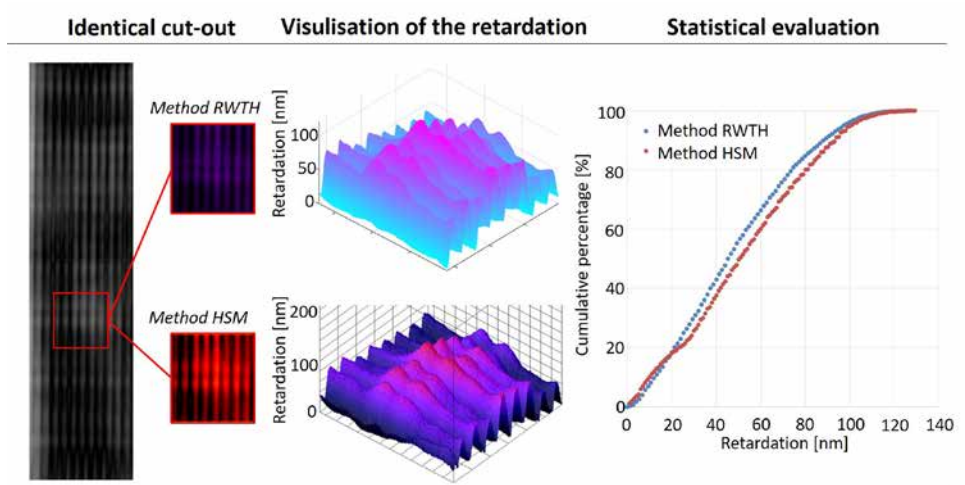 Identical cut-out
Visulisation of the retardation
Statistical evaluation
Method RWTH
Method HSM
Retardation [nm]
100
50
0
Retardation [nm]
200
100
0
Cumulative percentage [%]
100
80
60
40
20
0
Method RWTH
Method HSM
0 20 40 60 80 100 120 140
Retardation [nm]